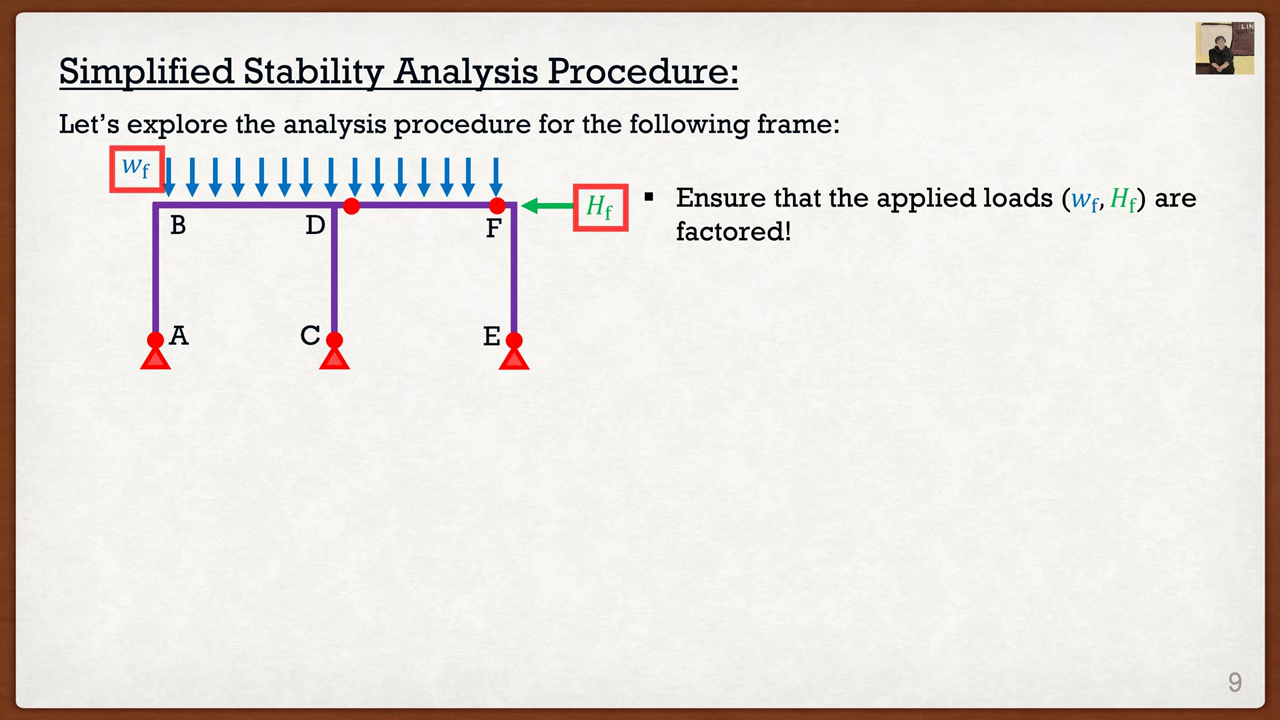 LIN
Simplified Stability Analysis Procedure:
Let's explore the analysis procedure for the following frame:
w_f
H_f
▪ Ensure that the applied loads (w_f, H_f) are
factored!
B D F
A C E
9